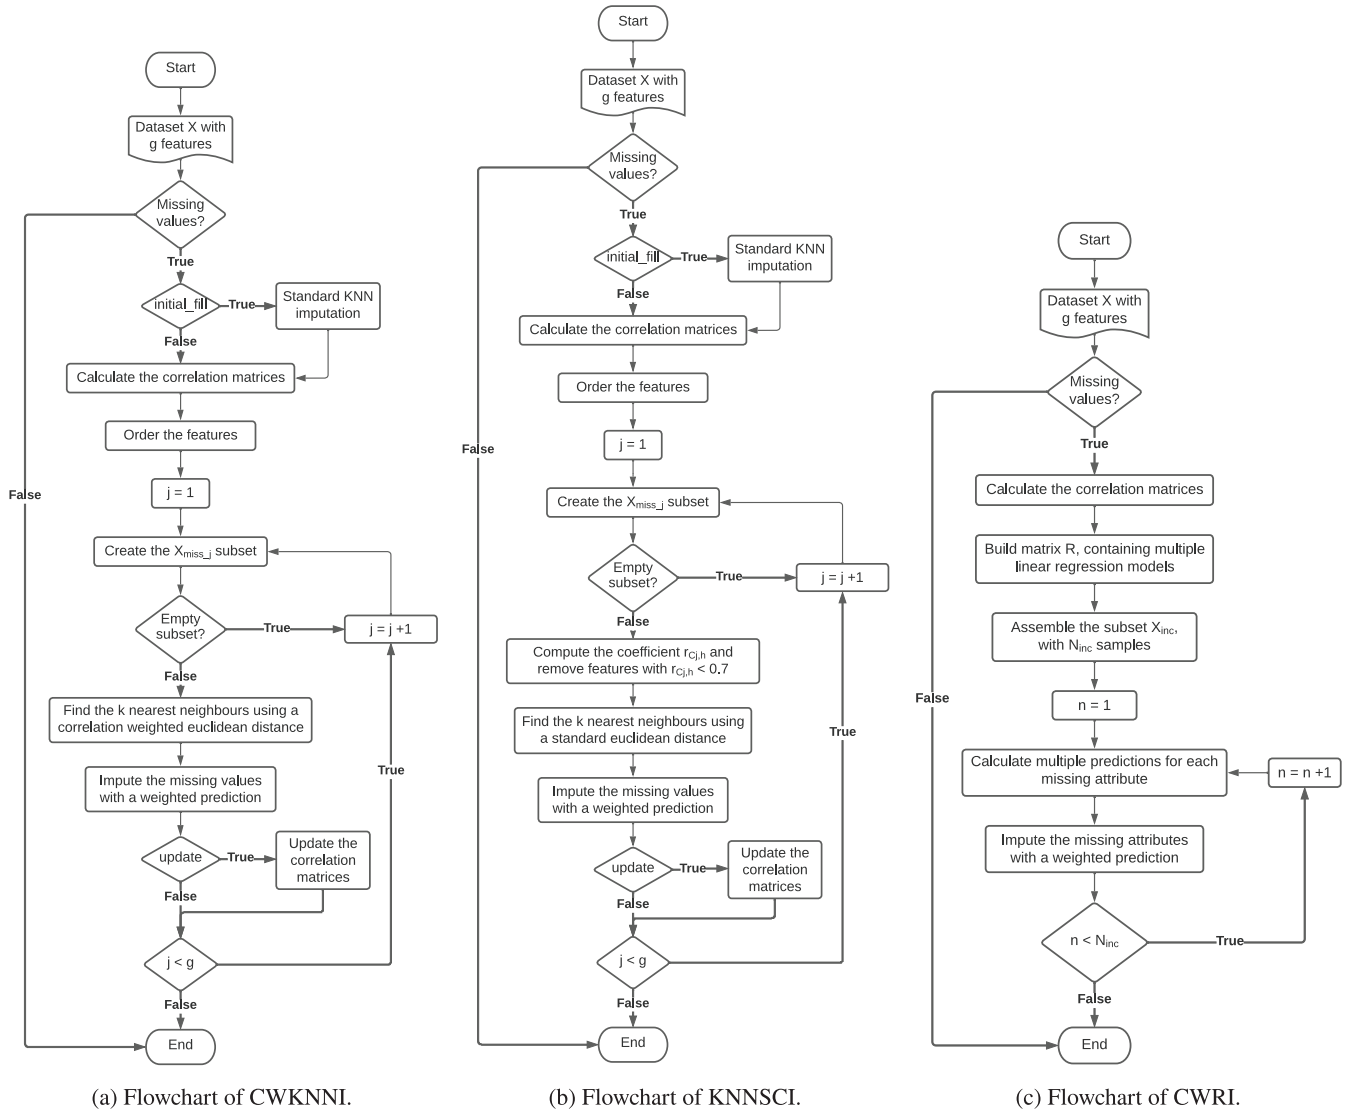 Start
Dataset X with
g features
Missing
values?
True
initial_fill
True
Standard KNN
imputation
False
Calculate the correlation matrices
Order the features
j = 1
False
Create the Xmiss_j subset
Empty
subset?
True
j = j +1
False
Find the k nearest neighbours using a
correlation weighted euclidean distance
True
Impute the missing values
with a weighted prediction
update
True
Update the
correlation
matrices
False
j < g
False
End
(a) Flowchart of CWKNNI.
Start
Dataset X with
g features
Missing
values?
True
initial_fill
True
Standard KNN
imputation
False
Calculate the correlation matrices
Order the features
j = 1
False
Create the Xmiss_j subset
Empty
subset?
True
j = j +1
False
Compute the coefficient rCj,h and
remove features with rCj,h < 0.7
Find the k nearest neighbours using
a standard euclidean distance
True
Impute the missing values
with a weighted prediction
update
True
Update the
correlation
matrices
False
j < g
False
End
(b) Flowchart of KNNSCI.
Start
Dataset X with
g features
Missing
values?
True
Calculate the correlation matrices
Build matrix R, containing multiple
linear regression models
Assemble the subset Xinc,
with Ninc samples
False
n = 1
Calculate multiple predictions for each
missing attribute
n = n +1
Impute the missing attributes
with a weighted prediction
n < Ninc
True
False
End
(c) Flowchart of CWRI.